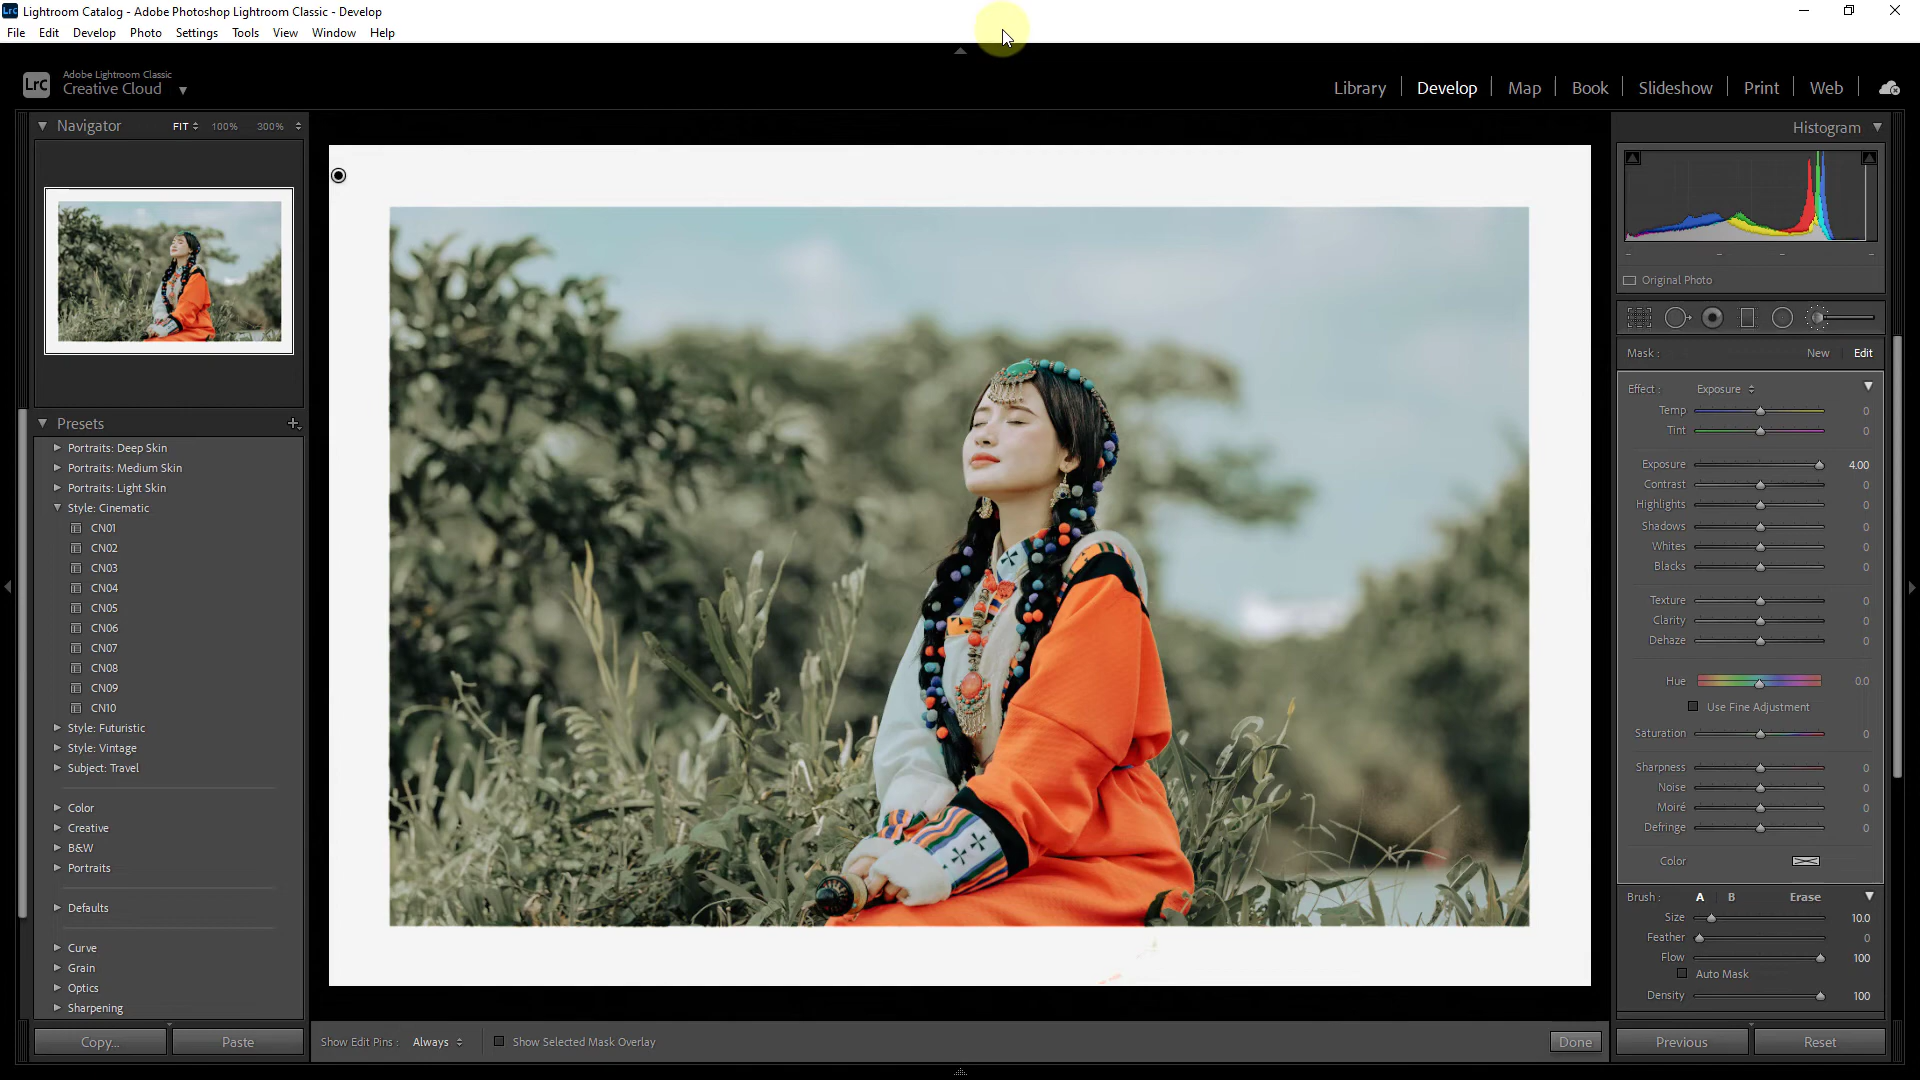 Lightroom Catalog - Adobe Photoshop Lightroom Classic - Develop
File Edit Develop Photo Settings Tools View Window Help
LrC Adobe Lightroom Classic
Creative Cloud
Library Develop Map Book Slideshow Print Web
Navigator FIT 100% 300%
Presets
Portraits: Deep Skin
Portraits: Medium Skin
Portraits: Light Skin
Style: Cinematic
CN01
CN02
CN03
CN04
CN05
CN06
CN07
CN08
CN09
CN10
Style: Futuristic
Style: Vintage
Subject: Travel
Color
Creative
B&W
Portraits
Defaults
Curve
Grain
Optics
Sharpening
Copy... Paste
Show Edit Pins : Always Show Selected Mask Overlay Done
Histogram
Original Photo
Mask : New Edit
Effect : Exposure
Temp 0
Tint 0
Exposure 4.00
Contrast 0
Highlights 0
Shadows 0
Whites 0
Blacks 0
Texture 0
Clarity 0
Dehaze 0
Hue 0.0
Use Fine Adjustment
Saturation 0
Sharpness 0
Noise 0
Moiré 0
Defringe 0
Color
Brush : A B Erase
Size 10.0
Feather 0
Flow 100
Auto Mask
Density 100
Previous Reset